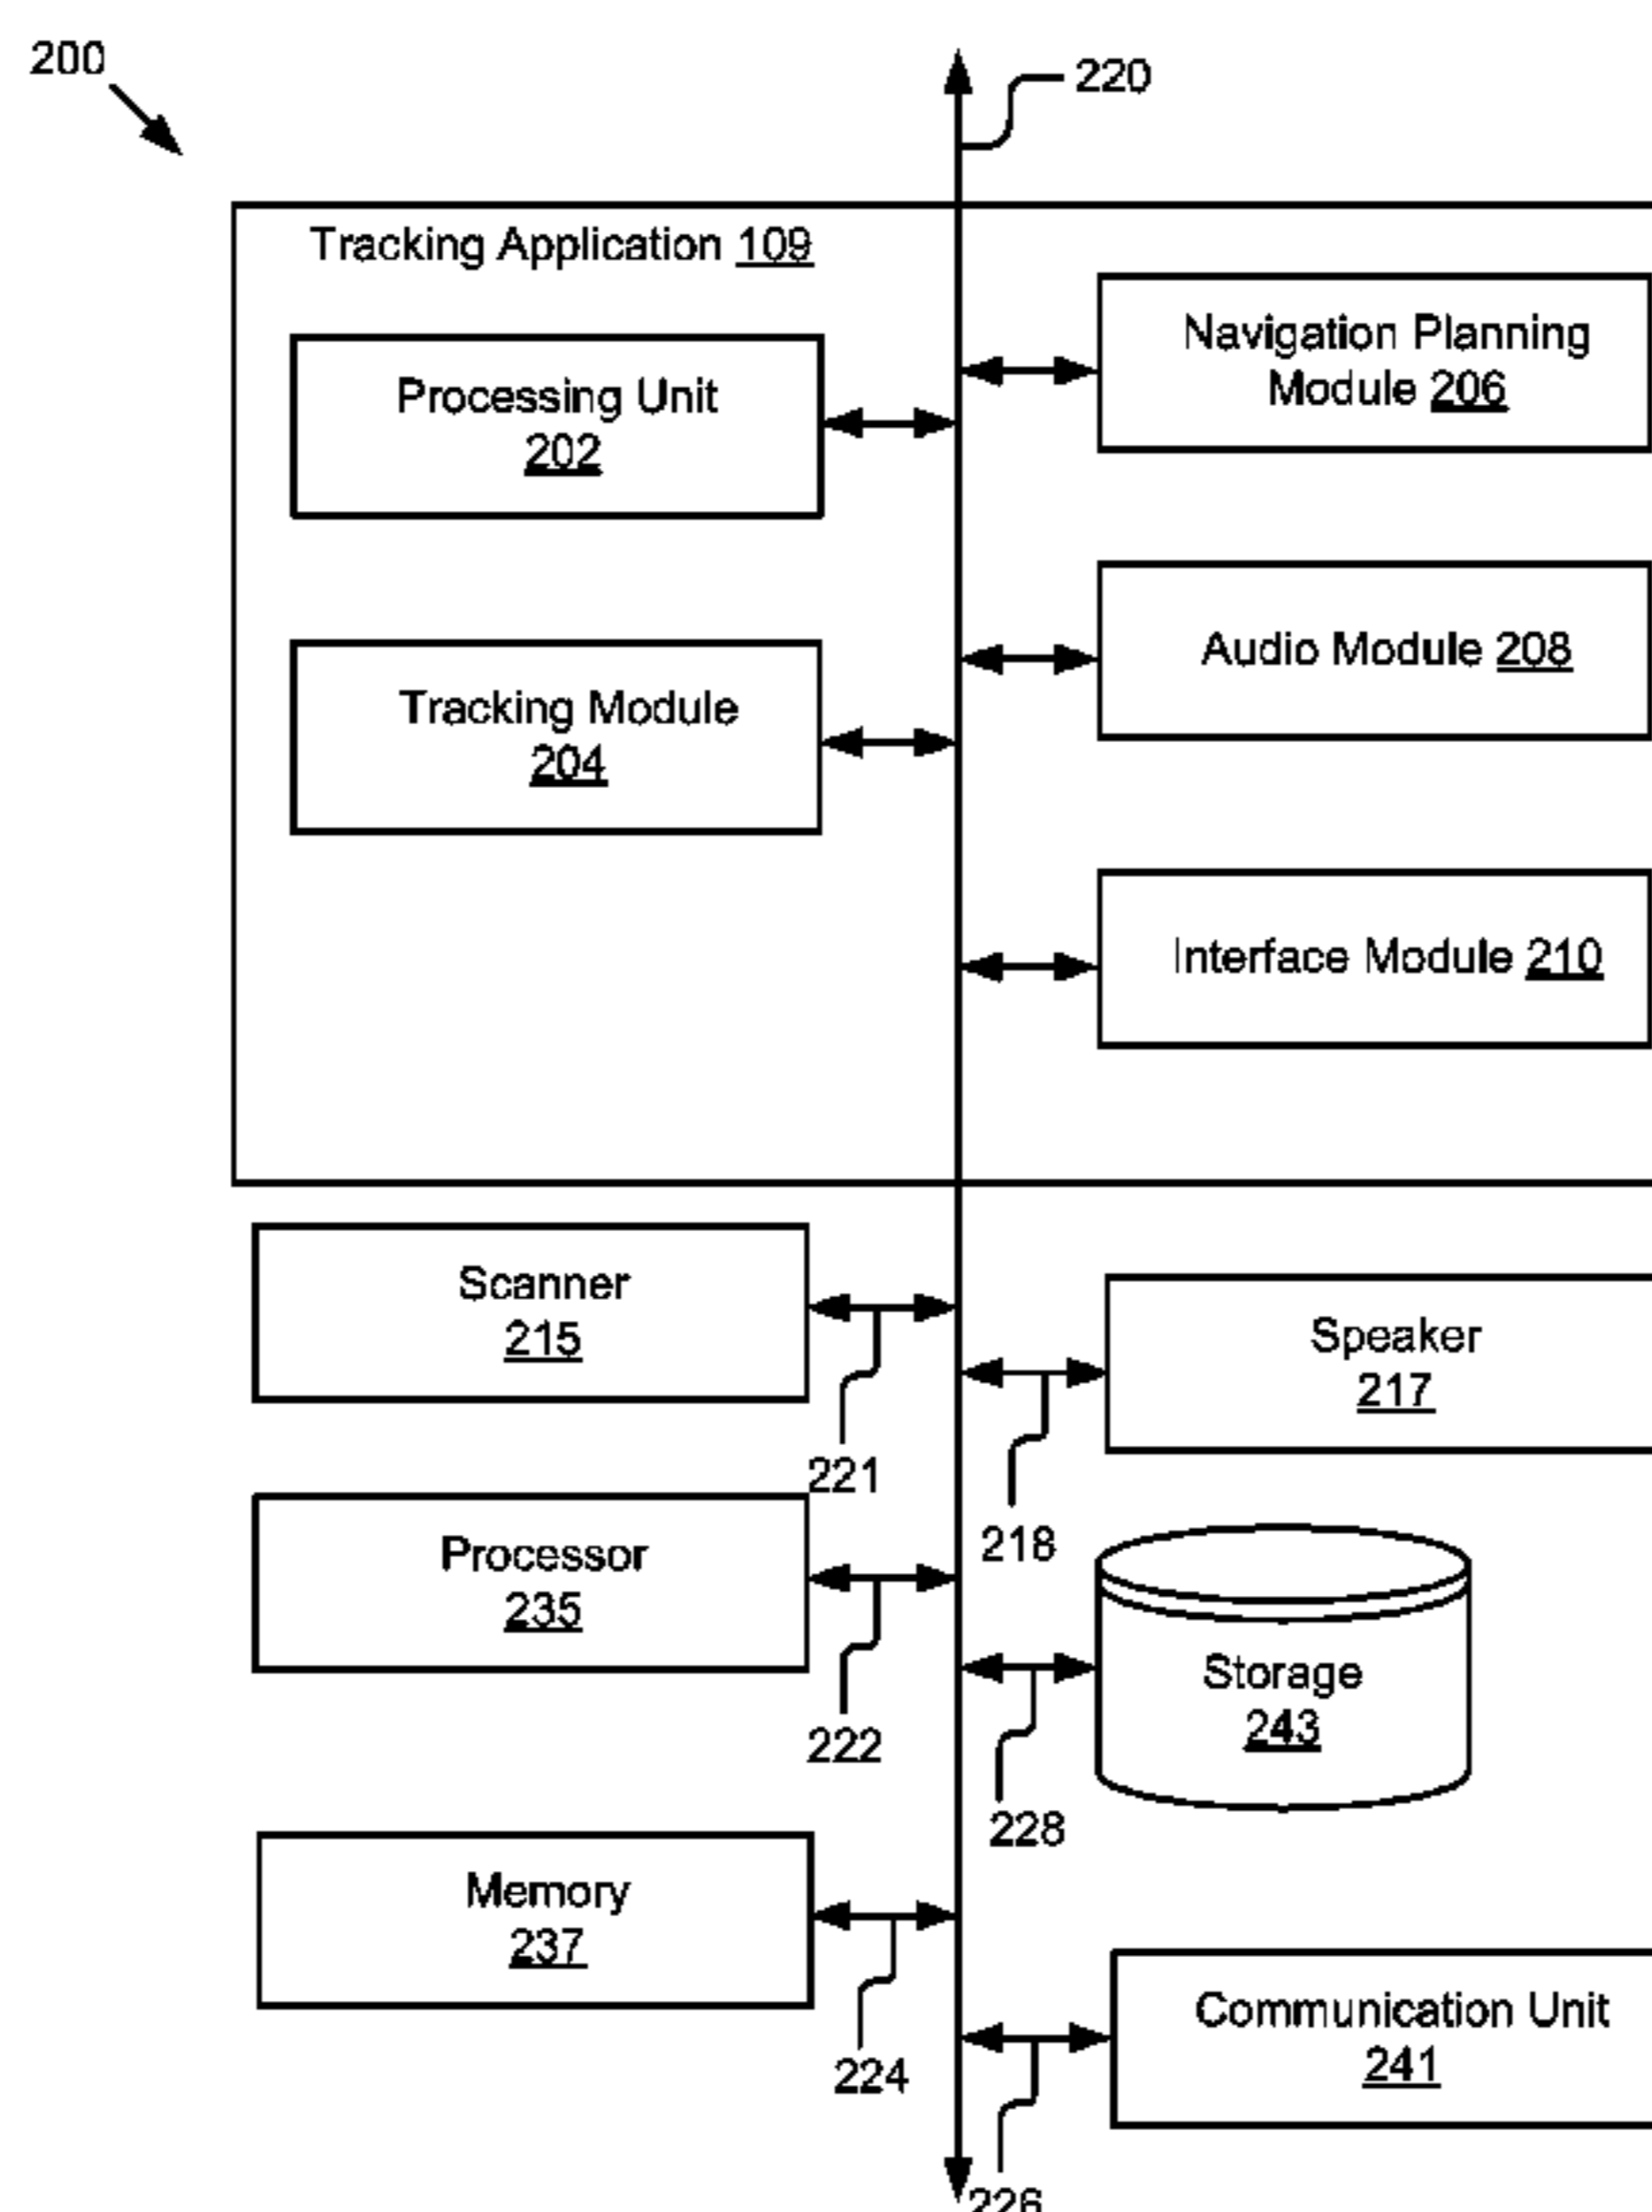 200
220
Tracking Application 109
Processing Unit
202
Navigation Planning
Module 206
Tracking Module
204
Audio Module 208
Interface Module 210
Scanner
215
221
Speaker
217
218
Processor
235
222
Storage
243
228
Memory
237
224
Communication Unit
241
226